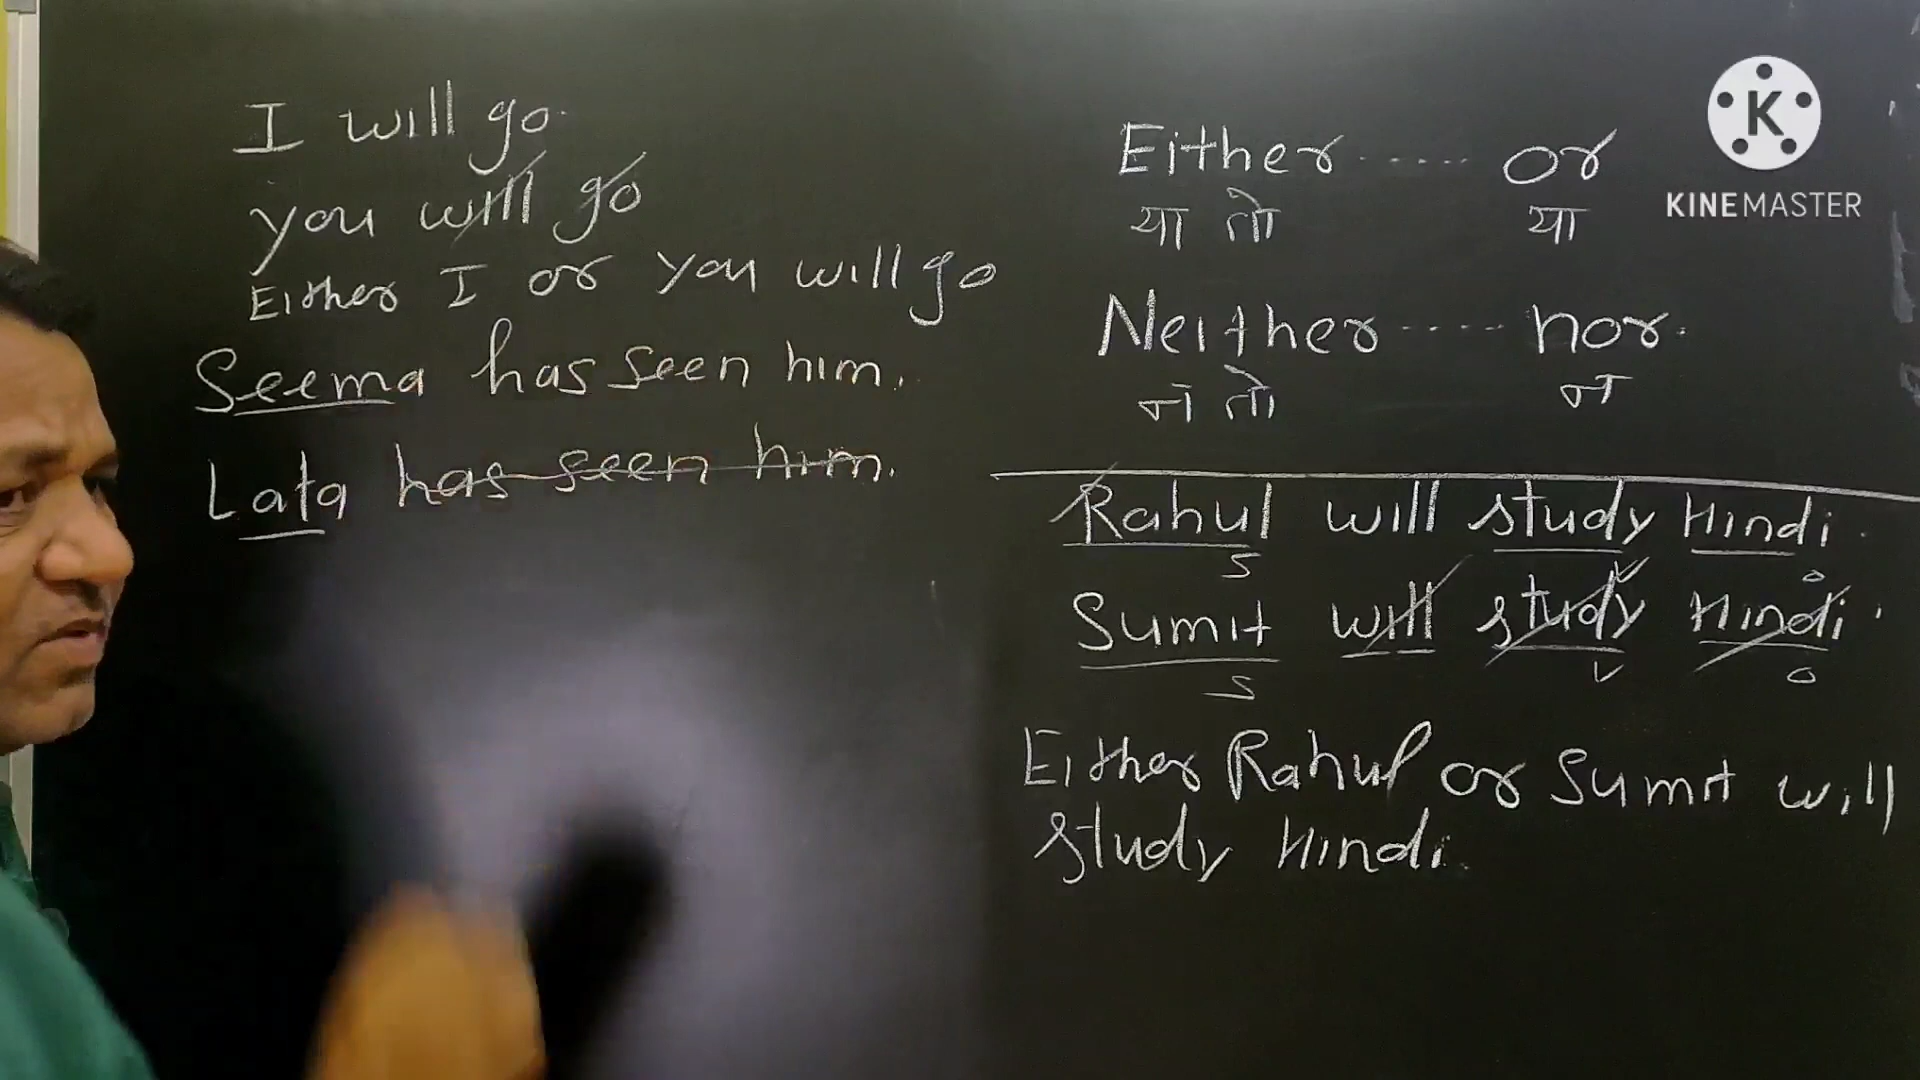 I will go.
you will go
Either I or you will go
Seema has seen him.
Lata has seen him.
Either ..... or
या तो या
Neither ..... nor.
न तो न
Rahul will study Hindi.
S V O
Sumit will study Hindi.
S V O
Either Rahul or Sumit will
study Hindi.
K
KINEMASTER